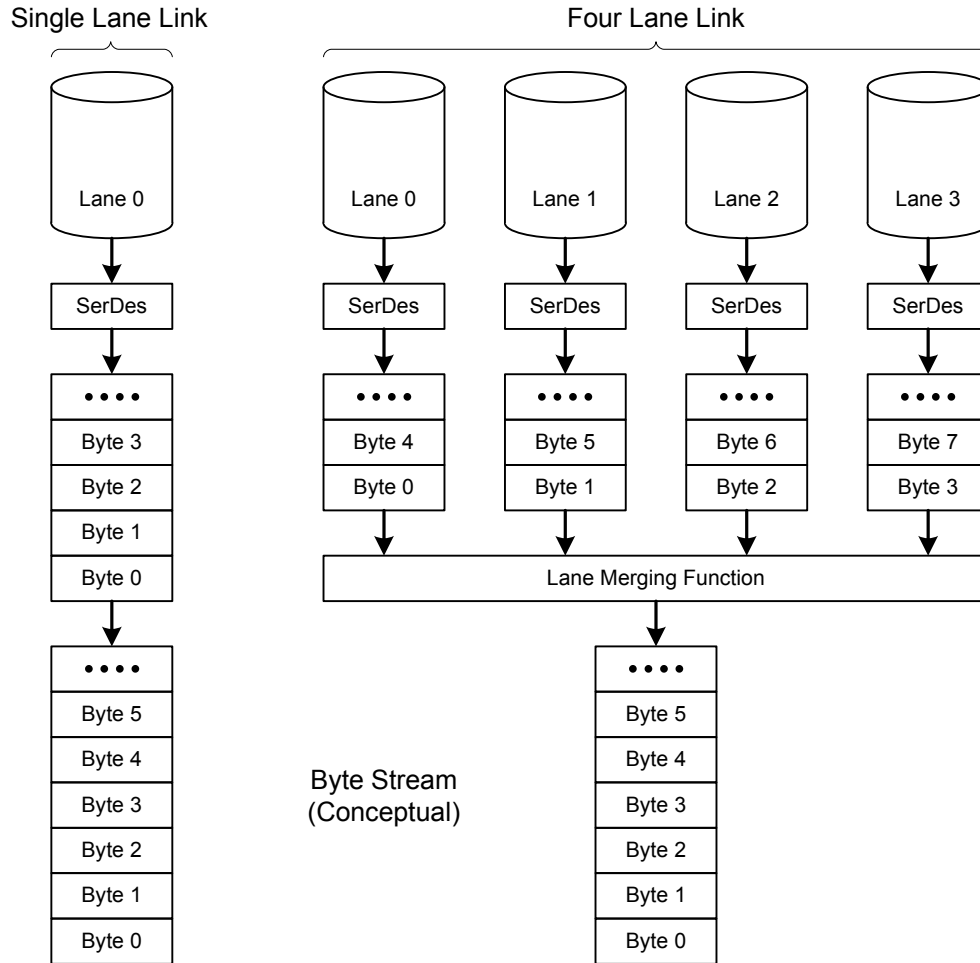 Single Lane Link
Four Lane Link
Lane 0
Lane 0
Lane 1
Lane 2
Lane 3
SerDes
SerDes
SerDes
SerDes
SerDes
• • • •
• • • •
• • • •
• • • •
• • • •
Byte 3
Byte 4
Byte 5
Byte 6
Byte 7
Byte 2
Byte 0
Byte 1
Byte 2
Byte 3
Byte 1
Byte 0
Lane Merging Function
• • • •
• • • •
Byte 5
Byte 5
Byte 4
Byte 4
Byte Stream
(Conceptual)
Byte 3
Byte 3
Byte 2
Byte 2
Byte 1
Byte 1
Byte 0
Byte 0